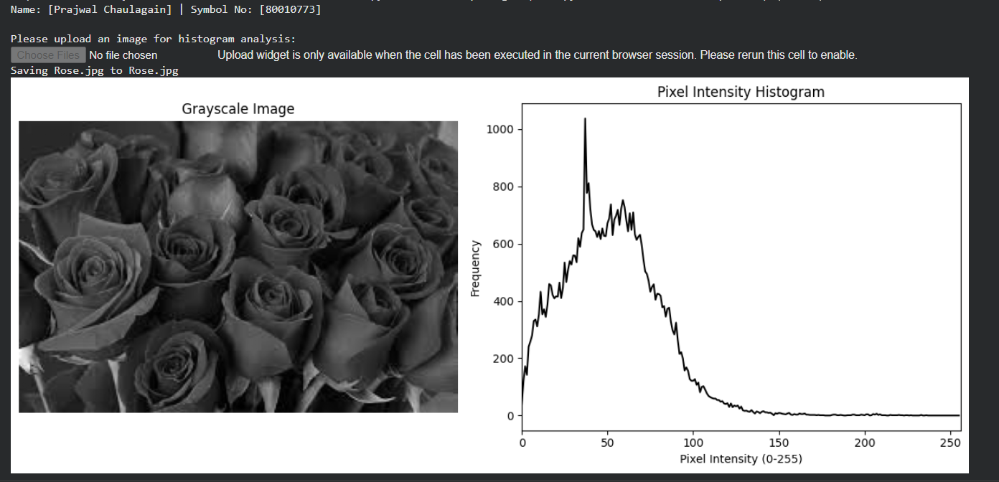 Name: [Prajwal Chaulagain] | Symbol No: [80010773]
Please upload an image for histogram analysis:
Choose Files No file chosen Upload widget is only available when the cell has been executed in the current browser session. Please rerun this cell to enable.
Saving Rose.jpg to Rose.jpg
Grayscale Image
Pixel Intensity Histogram
Frequency
1000
800
600
400
200
0
0 50 100 150 200 250
Pixel Intensity (0-255)